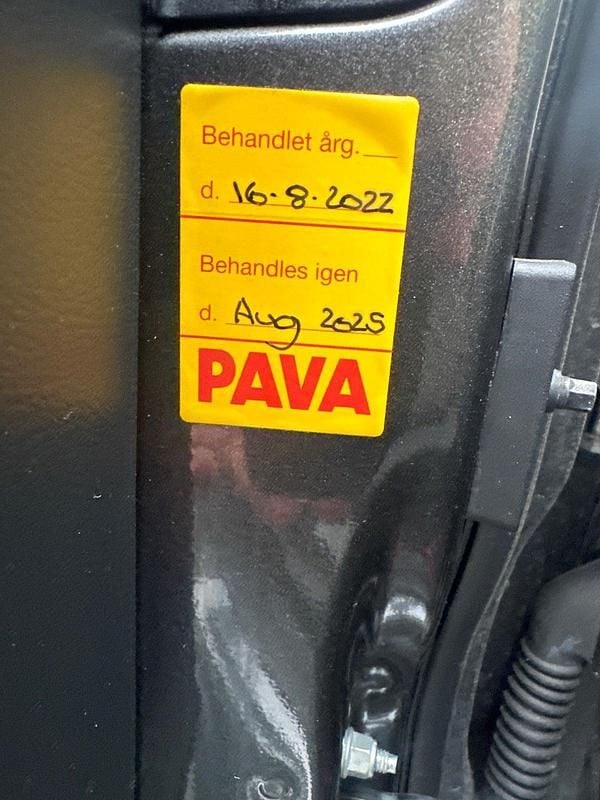 Behandlet årg.
d. 16-8-2022
Behandles igen
d. Aug 2025
PAVA